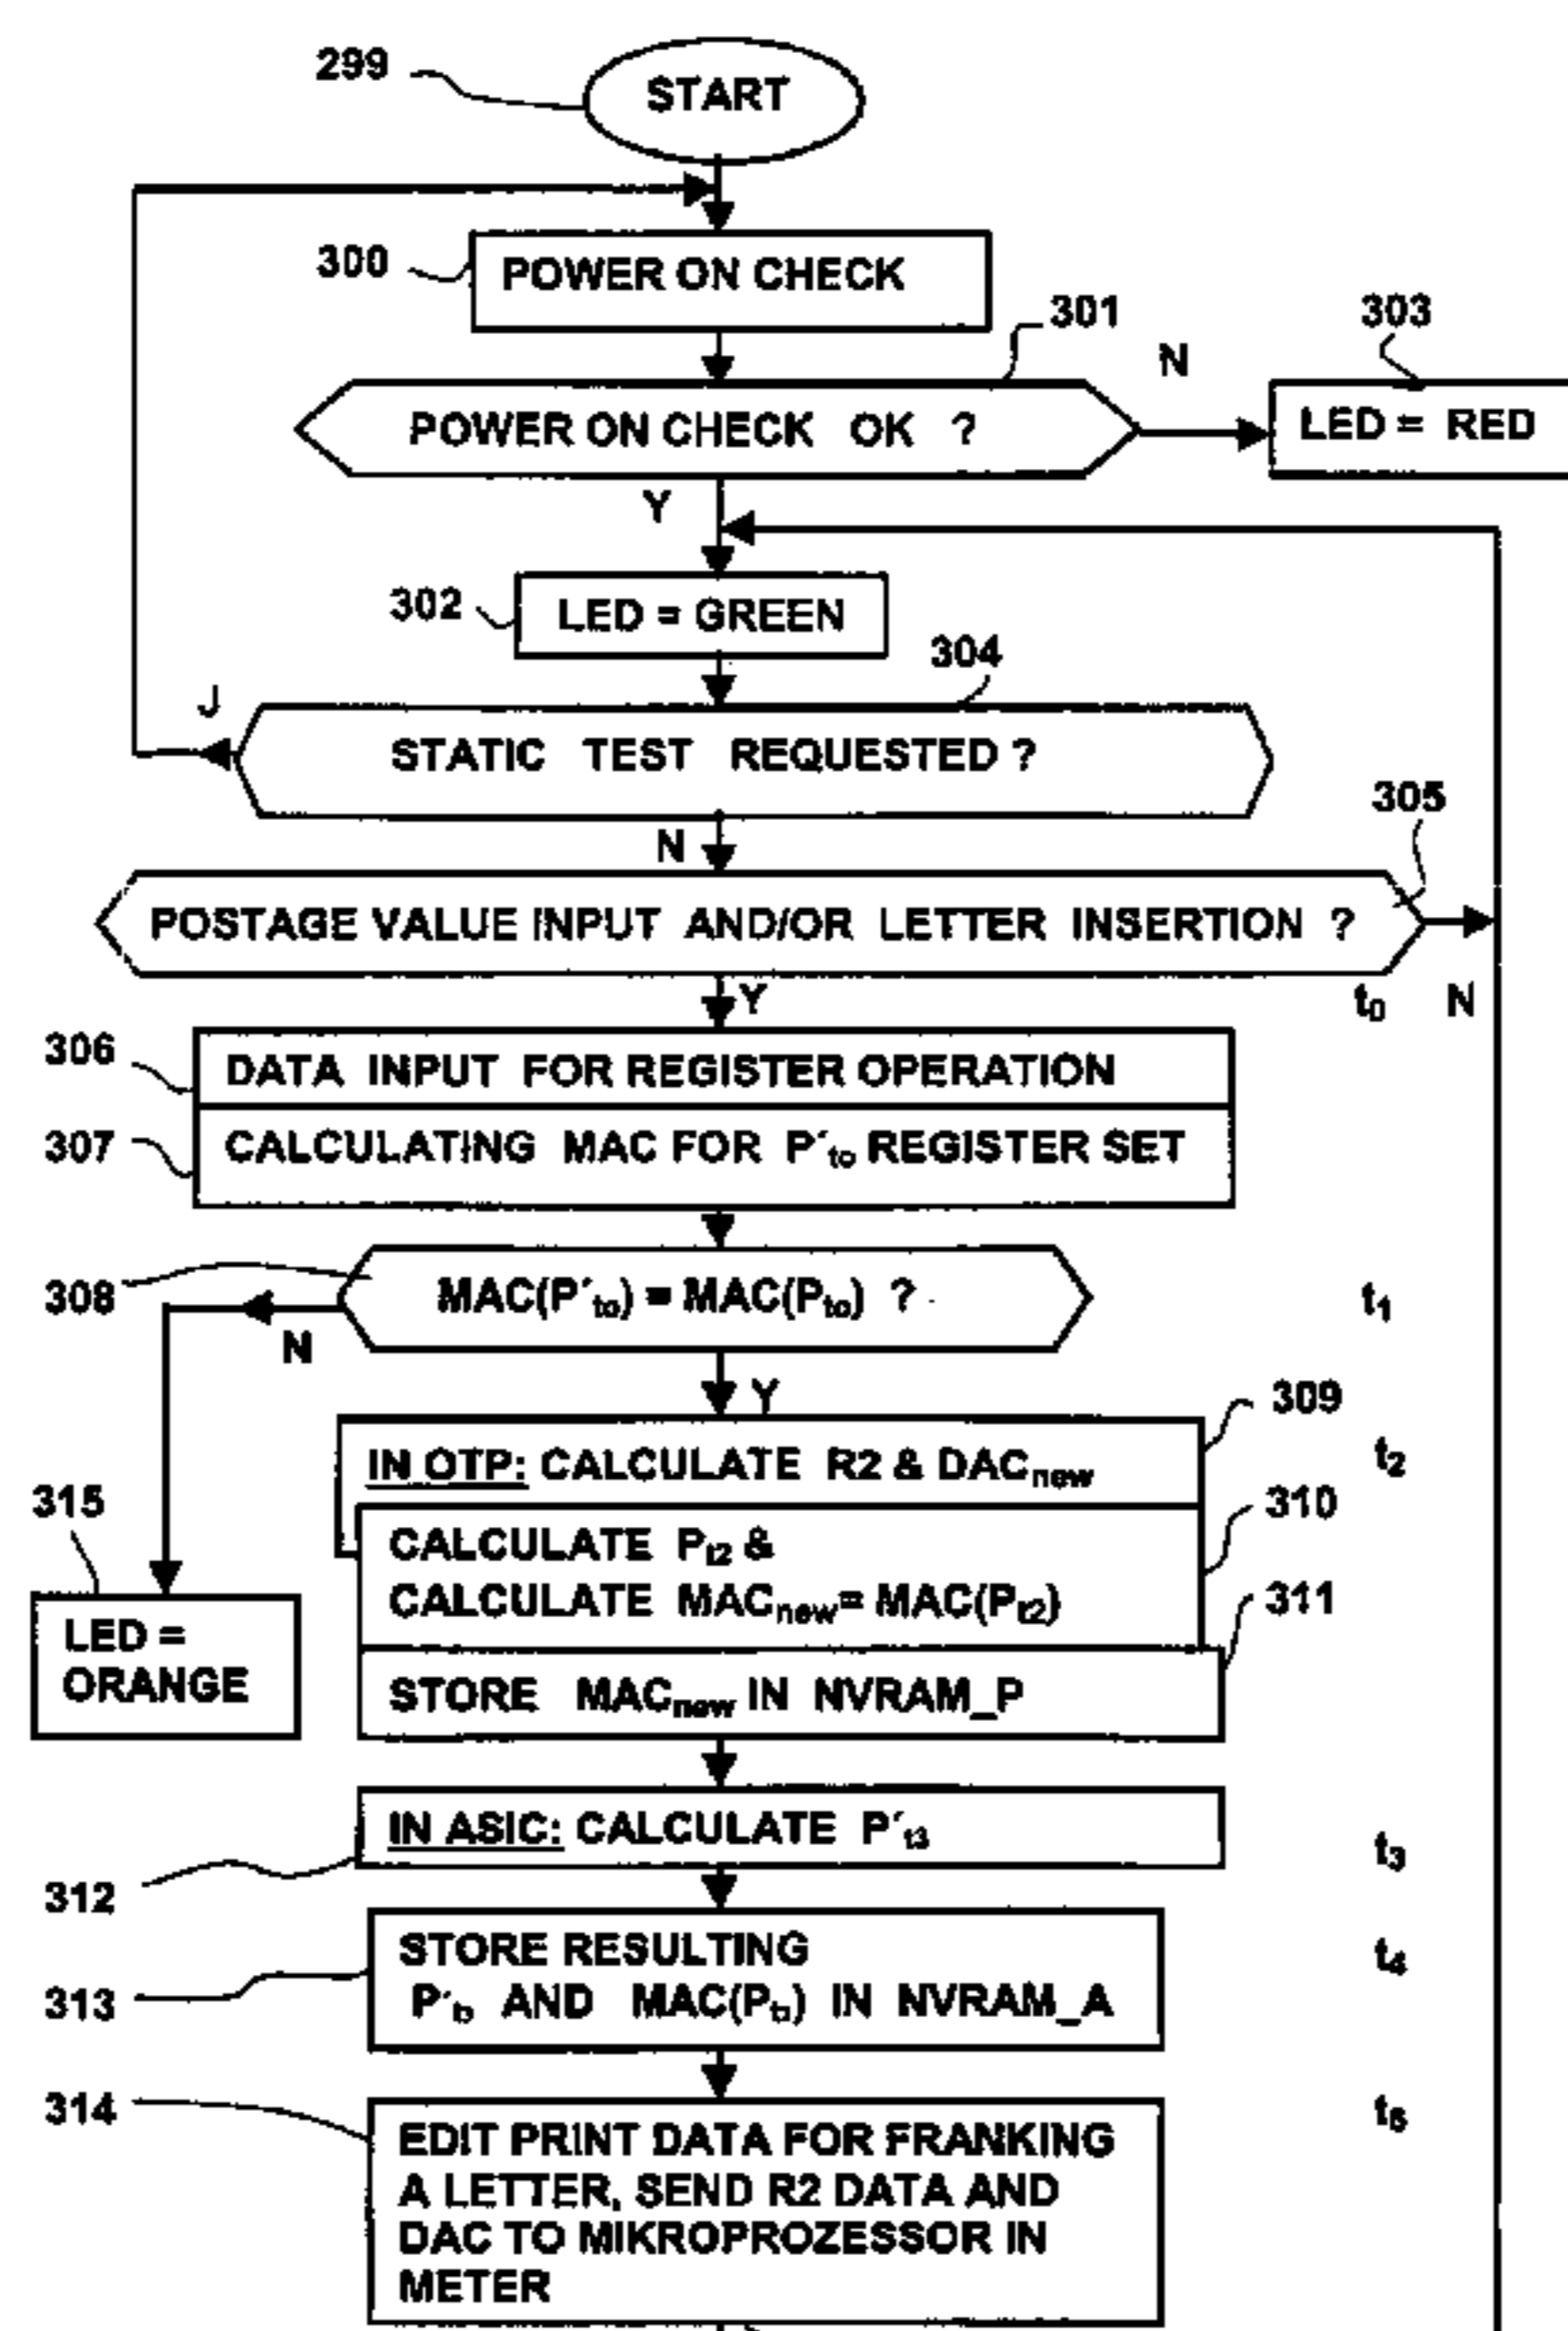 299
START
300
POWER ON CHECK
301
N
303
POWER ON CHECK OK ?
LED = RED
Y
302
LED = GREEN
304
J
STATIC TEST REQUESTED ?
N
305
POSTAGE VALUE INPUT AND/OR LETTER INSERTION ?
Y
t0
N
306
DATA INPUT FOR REGISTER OPERATION
307
CALCULATING MAC FOR P´to REGISTER SET
308
MAC(P´to) = MAC(Pto) ?
t1
N
Y
309
IN OTP: CALCULATE R2 & DACnew
t2
310
315
CALCULATE Pt2 &
CALCULATE MACnew= MAC(Pt2)
311
LED =
ORANGE
STORE MACnew IN NVRAM_P
IN ASIC: CALCULATE P´t3
t3
312
STORE RESULTING
t4
313
AND IN NVRAM_A
314
t5
EDIT PRINT DATA FOR FRANKING
A LETTER, SEND R2 DATA AND
DAC TO MIKROPROZESSOR IN
METER